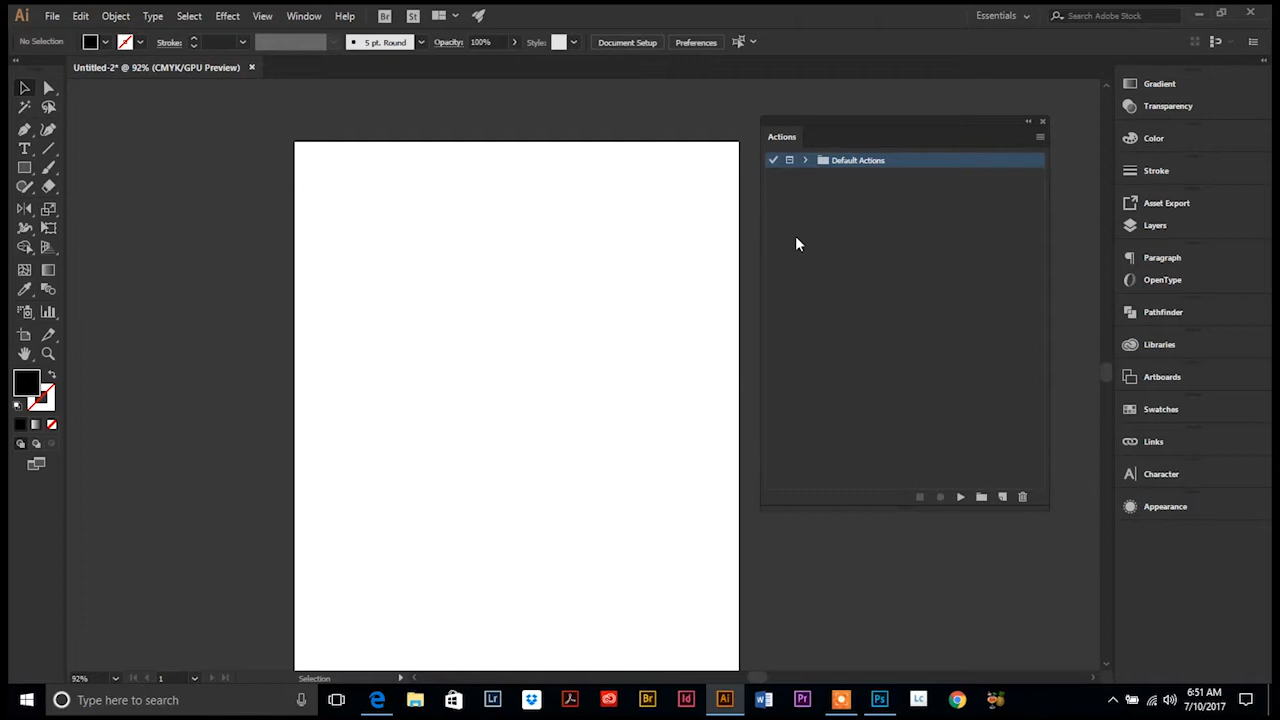 Ai File Edit Object Type Select Effect View Window Help Br St Essentials Search Adobe Stock
No Selection Stroke: 5 pt. Round Opacity: 100% Style: Document Setup Preferences
Untitled-2* @ 92% (CMYK/GPU Preview)
Actions
Default Actions
Gradient
Transparency
Color
Stroke
Asset Export
Layers
Paragraph
OpenType
Pathfinder
Libraries
Artboards
Swatches
Links
Character
Appearance
92% 1 Selection
Type here to search Lr Br Id Ai Pr Ps Lc 6:51 AM
7/10/2017